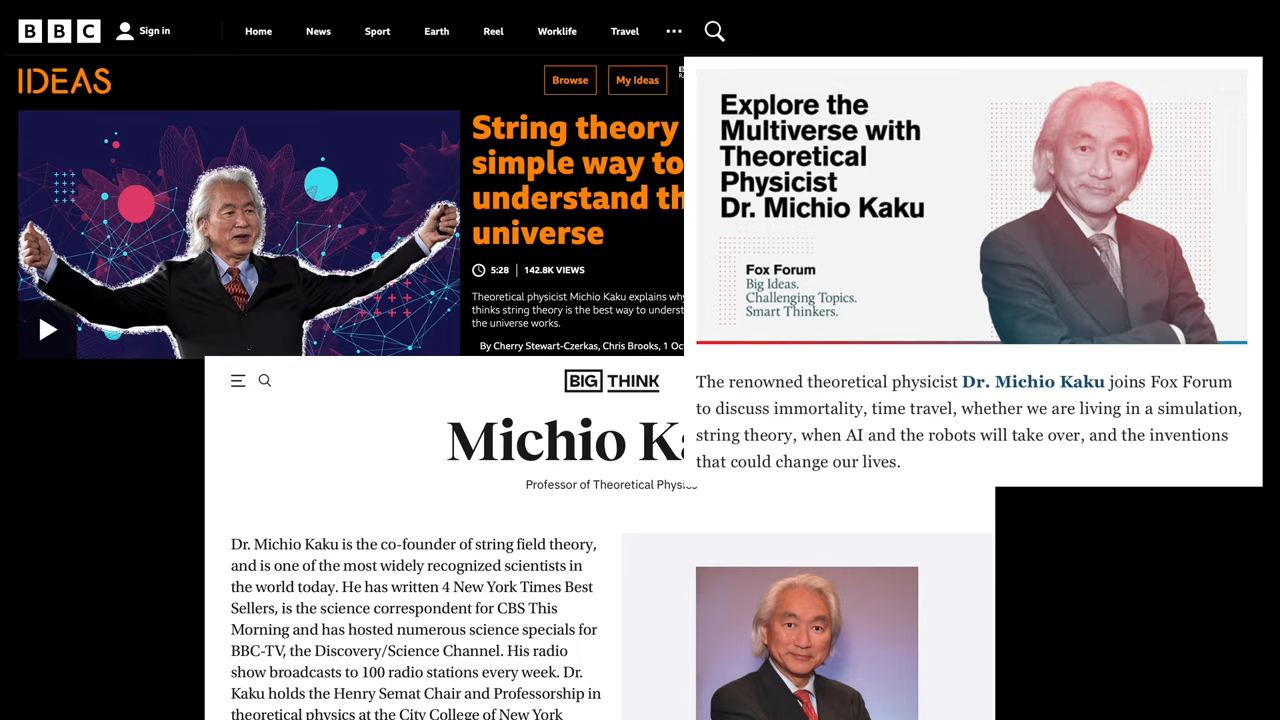 BBC
Sign in
Home
News
Sport
Earth
Reel
Worklife
Travel
IDEAS
Browse
My Ideas
String theory
simple way to
understand th
universe
5:28
142.8K VIEWS
Theoretical physicist Michio Kaku explains why
thinks string theory is the best way to underst
the universe works.
By Cherry Stewart-Czerkas, Chris Brooks, 1 Oc
Explore the
Multiverse with
Theoretical
Physicist
Dr. Michio Kaku
Fox Forum
Big Ideas.
Challenging Topics.
Smart Thinkers.
The renowned theoretical physicist Dr. Michio Kaku joins Fox Forum
to discuss immortality, time travel, whether we are living in a simulation,
string theory, when AI and the robots will take over, and the inventions
that could change our lives.
BIG THINK
Michio Ka
Professor of Theoretical Physics
Dr. Michio Kaku is the co-founder of string field theory,
and is one of the most widely recognized scientists in
the world today. He has written 4 New York Times Best
Sellers, is the science correspondent for CBS This
Morning and has hosted numerous science specials for
BBC-TV, the Discovery/Science Channel. His radio
show broadcasts to 100 radio stations every week. Dr.
Kaku holds the Henry Semat Chair and Professorship in
theoretical physics at the City College of New York